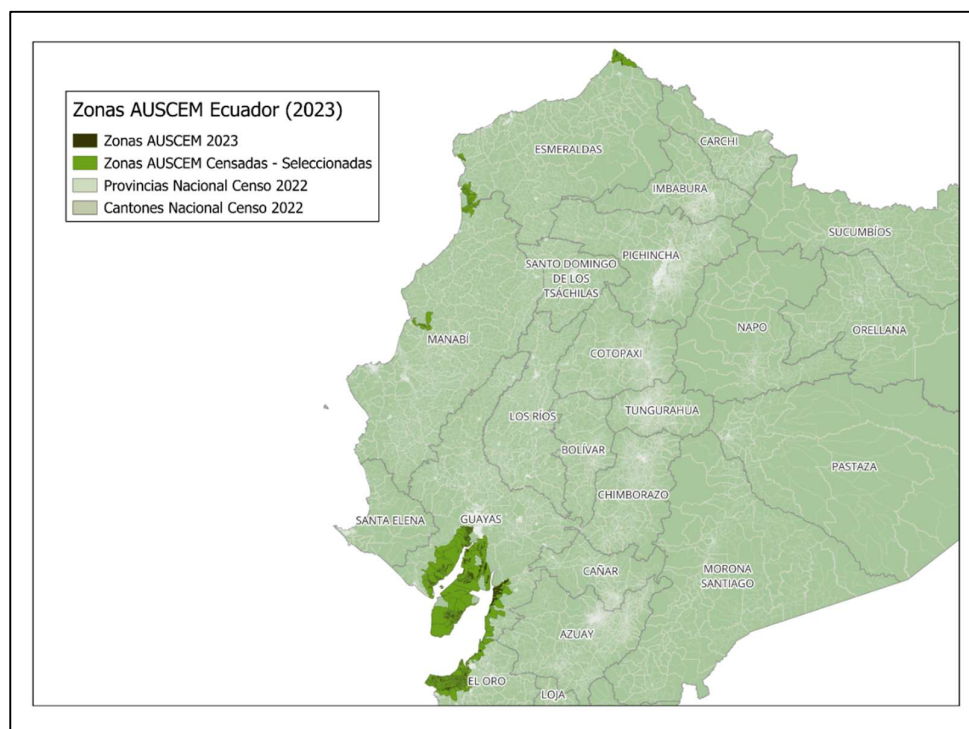 Zonas AUSCEM Ecuador (2023)
Zonas AUSCEM 2023
Zonas AUSCEM Censadas - Seleccionadas
Provincias Nacional Censo 2022
Cantones Nacional Censo 2022
ESMERALDAS
CARCHI
IMBABURA
SUCUMBÍOS
PICHINCHA
SANTO DOMINGO
DE LOS
TSÁCHILAS
NAPO
ORELLANA
MANABÍ
COTOPAXI
LOS RÍOS
TUNGURAHUA
BOLÍVAR
PASTAZA
CHIMBORAZO
SANTA ELENA
GUAYAS
CAÑAR
MORONA
SANTIAGO
AZUAY
EL ORO
LOJA